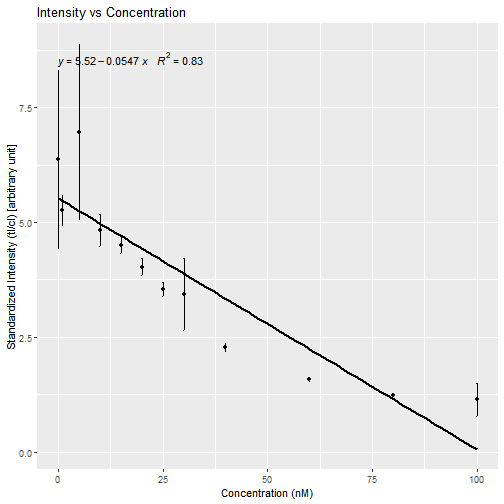 Intensity vs Concentration
y = 5.52 − 0.0547 x R² = 0.83
7.5
5.0
2.5
0.0
Standardized Intensity (tl/cl) [arbitrary unit]
0 25 50 75 100
Concentration (nM)